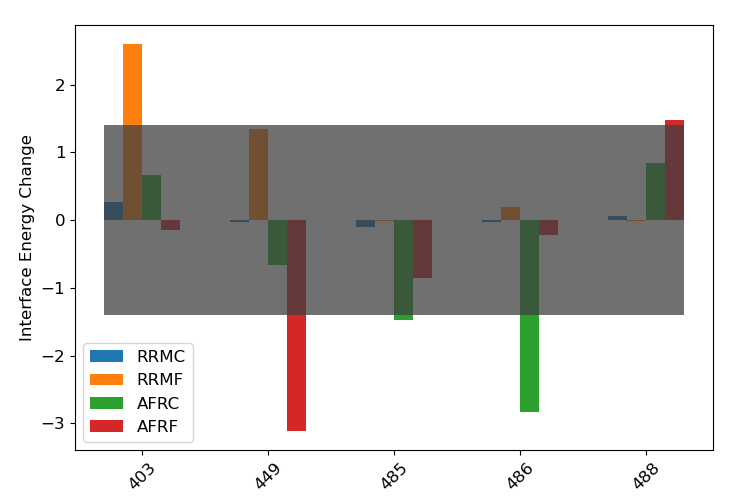 Interface Energy Change
2
1
0
−1
−2
−3
RRMC
RRMF
AFRC
AFRF
403
449
485
486
488